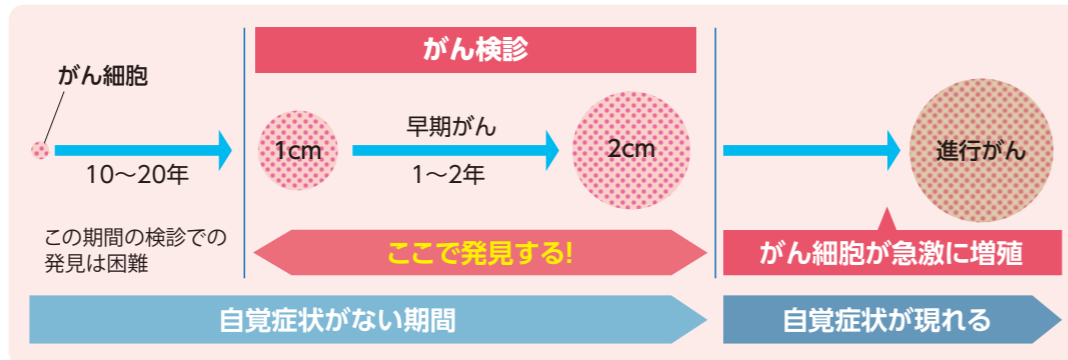 がん検診
がん細胞
10〜20年
1cm
早期がん
1〜2年
2cm
進行がん
この期間の検診での
発見は困難
ここで発見する!
がん細胞が急激に増殖
自覚症状がない期間
自覚症状が現れる